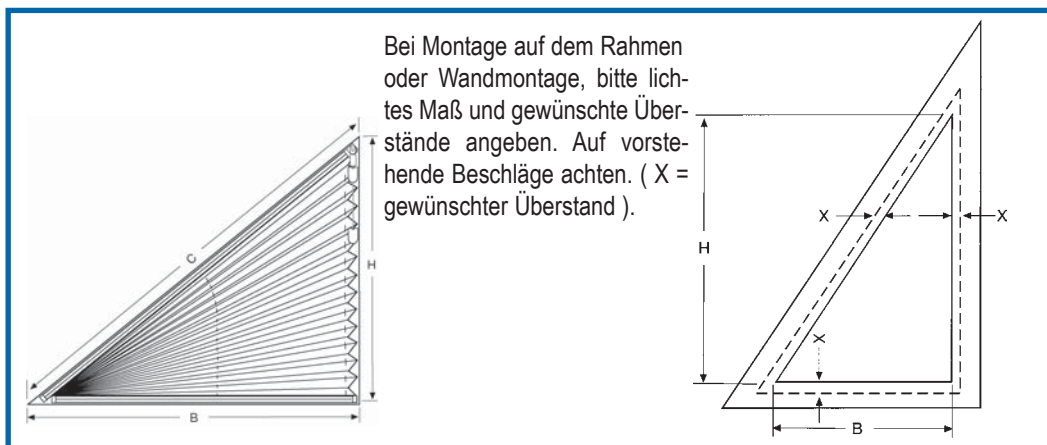 Bei Montage auf dem Rahmen
oder Wandmontage, bitte lich-
tes Maß und gewünschte Über-
stände angeben. Auf vorste-
hende Beschläge achten. ( X =
gewünschter Überstand ).
C
H
B
H
X
X
X
B